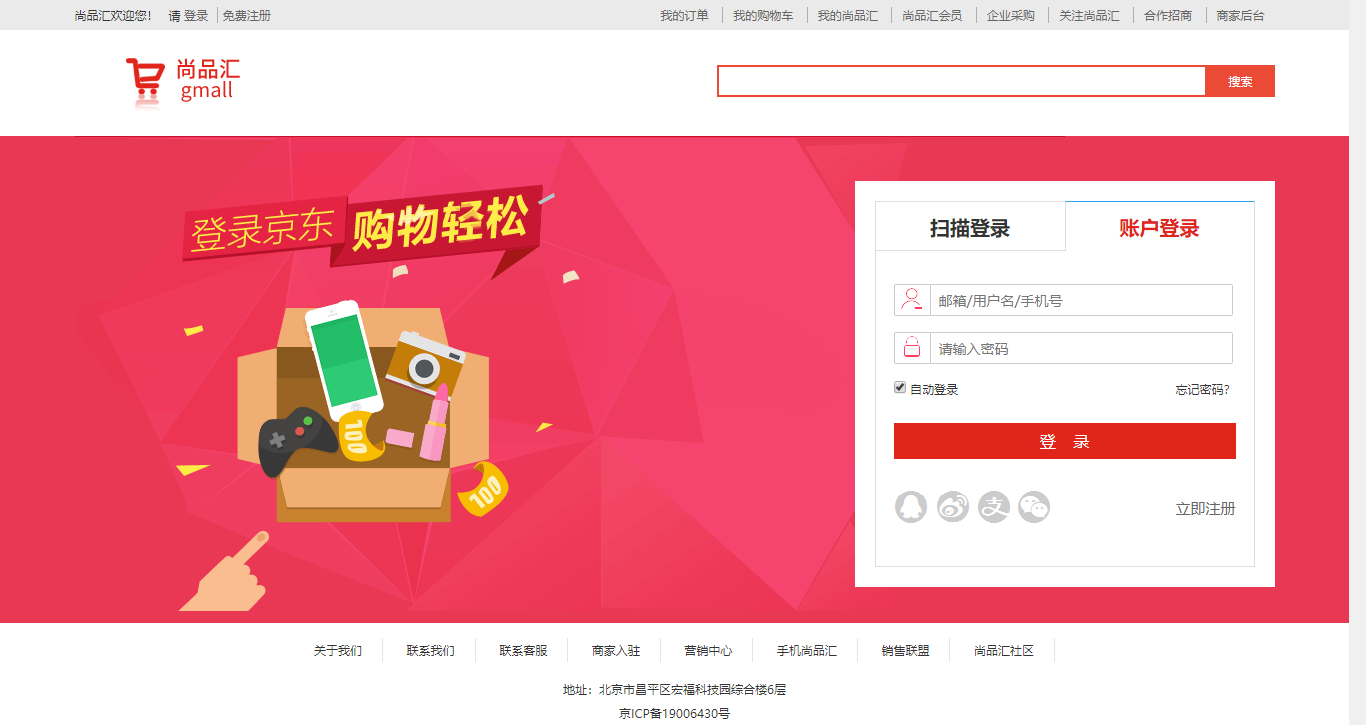 尚品汇欢迎您! 请 登录 免费注册 我的订单 我的购物车 我的尚品汇 尚品汇会员 企业采购 关注尚品汇 合作招商 商家后台
尚品汇
gmall
搜索
登录京东 购物轻松
扫描登录 账户登录
邮箱/用户名/手机号
请输入密码
自动登录 忘记密码?
登 录
100
100
支
立即注册
关于我们 联系我们 联系客服 商家入驻 营销中心 手机尚品汇 销售联盟 尚品汇社区
地址：北京市昌平区宏福科技园综合楼6层
京ICP备19006430号